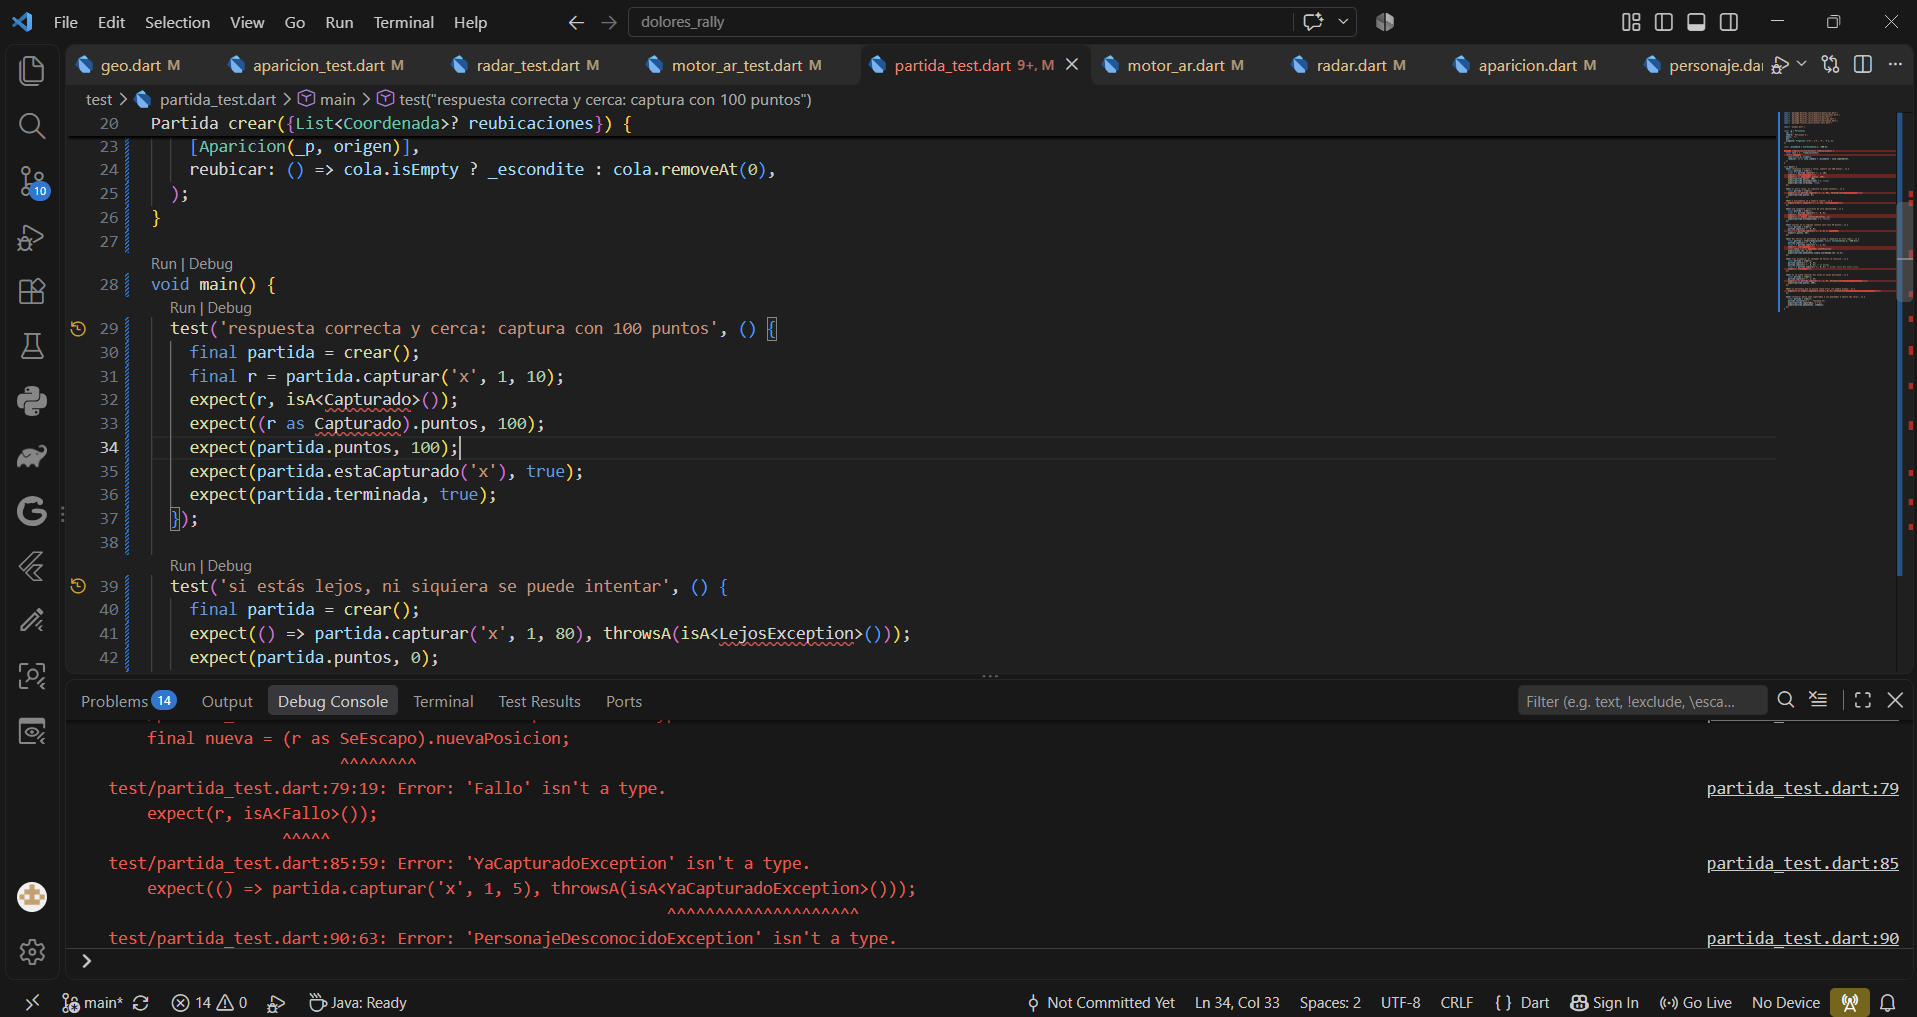 File Edit Selection View Go Run Terminal Help
dolores_rally
geo.dart M
aparicion_test.dart M
radar_test.dart M
motor_ar_test.dart M
partida_test.dart 9+, M
motor_ar.dart M
radar.dart M
aparicion.dart M
personaje.da
test > partida_test.dart > main > test("respuesta correcta y cerca: captura con 100 puntos")
20 Partida crear({List<Coordenada>? reubicaciones}) {
23 [Aparicion(_p, origen)],
24 reubicar: () => cola.isEmpty ? _escondite : cola.removeAt(0),
25 );
26 }
27
Run | Debug
28 void main() {
Run | Debug
29 test('respuesta correcta y cerca: captura con 100 puntos', () {
30 final partida = crear();
31 final r = partida.capturar('x', 1, 10);
32 expect(r, isA<Capturado>());
33 expect((r as Capturado).puntos, 100);
34 expect(partida.puntos, 100);
35 expect(partida.estaCapturado('x'), true);
36 expect(partida.terminada, true);
37 });
38
Run | Debug
39 test('si estás lejos, ni siquiera se puede intentar', () {
40 final partida = crear();
41 expect(() => partida.capturar('x', 1, 80), throwsA(isA<LejosException>()));
42 expect(partida.puntos, 0);
10
Problems 14 Output Debug Console Terminal Test Results Ports
Filter (e.g. text, !exclude, \esca...
final nueva = (r as SeEscapo).nuevaPosicion;
^^^^^^^^
test/partida_test.dart:79:19: Error: 'Fallo' isn't a type. partida_test.dart:79
expect(r, isA<Fallo>());
^^^^^
test/partida_test.dart:85:59: Error: 'YaCapturadoException' isn't a type. partida_test.dart:85
expect(() => partida.capturar('x', 1, 5), throwsA(isA<YaCapturadoException>()));
^^^^^^^^^^^^^^^^^^^^
test/partida_test.dart:90:63: Error: 'PersonajeDesconocidoException' isn't a type. partida_test.dart:90
>
main* 14 0 Java: Ready Not Committed Yet Ln 34, Col 33 Spaces: 2 UTF-8 CRLF {} Dart Sign In Go Live No Device